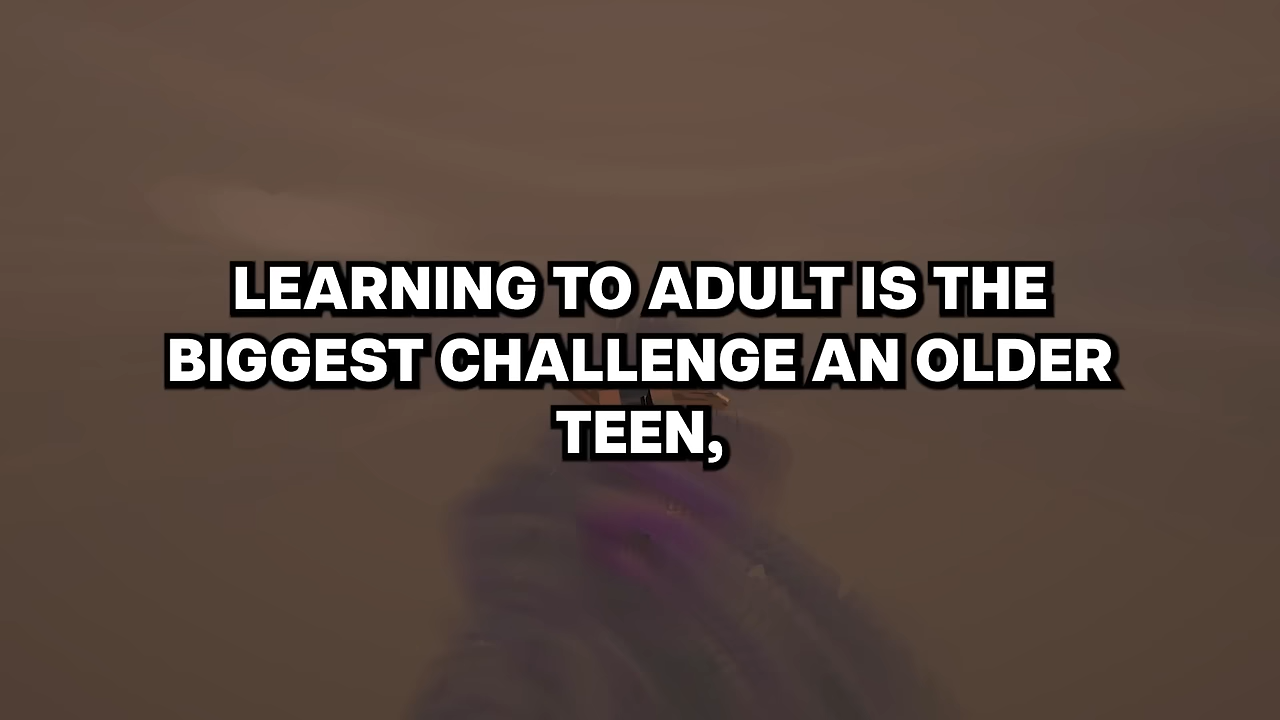 LEARNING TO ADULT IS THE
BIGGEST CHALLENGE AN OLDER
TEEN,